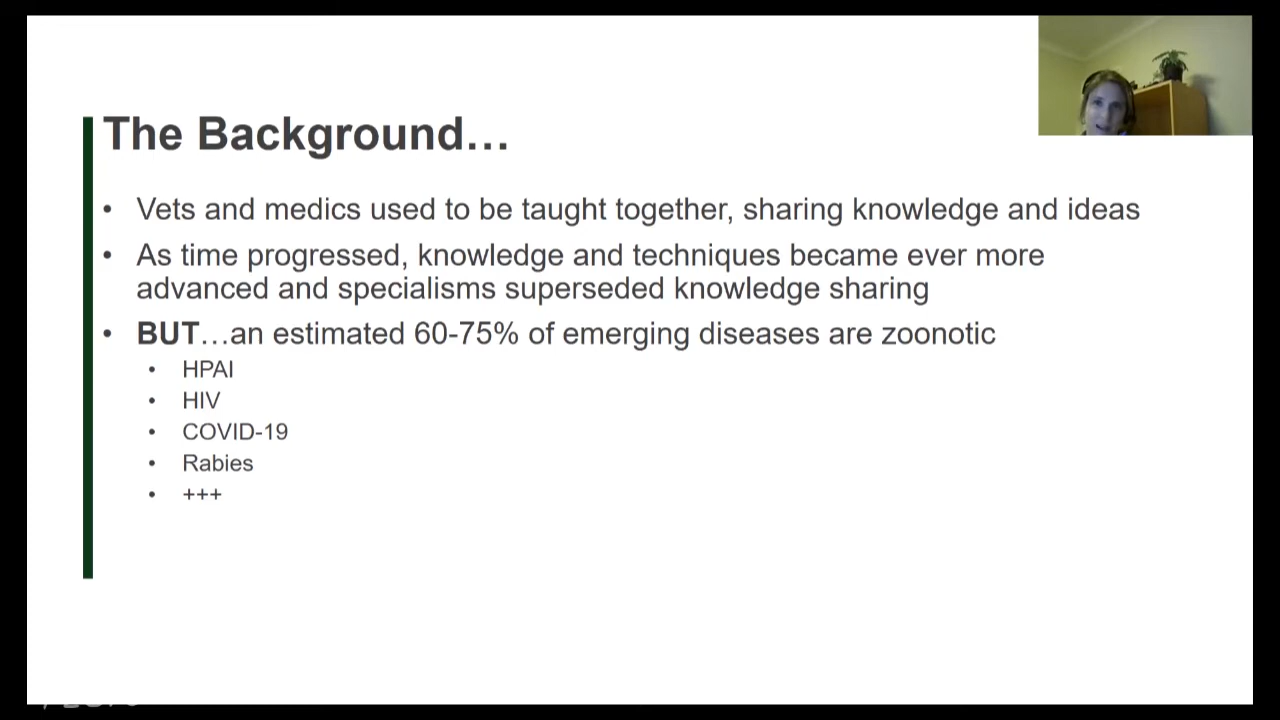 The Background…
• Vets and medics used to be taught together, sharing knowledge and ideas
• As time progressed, knowledge and techniques became ever more
advanced and specialisms superseded knowledge sharing
• BUT…an estimated 60-75% of emerging diseases are zoonotic
• HPAI
• HIV
• COVID-19
• Rabies
• +++